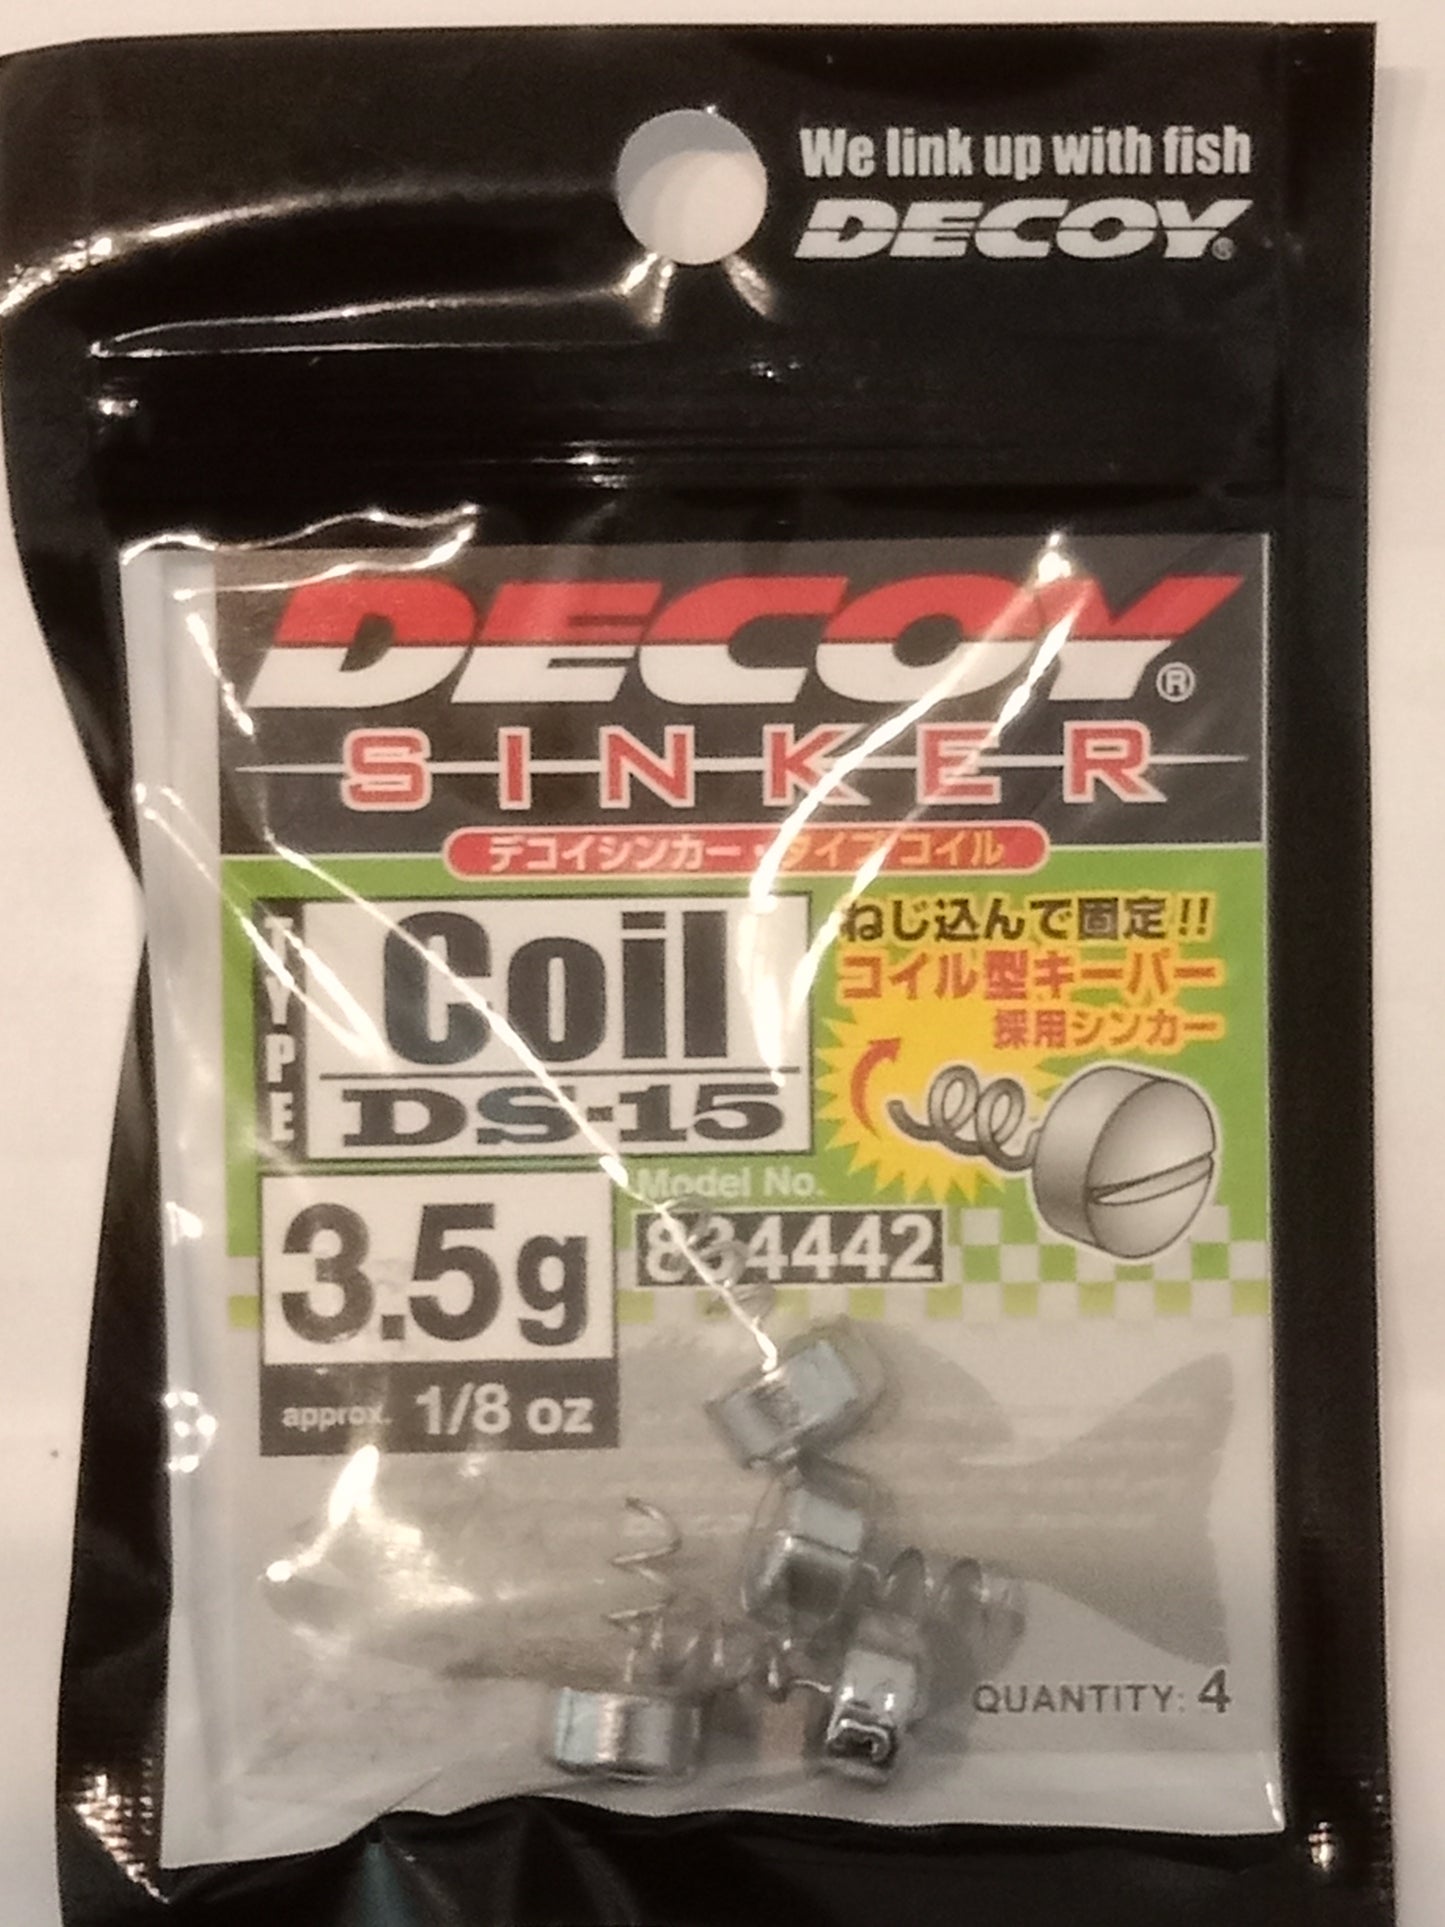 We link up with fish
DECOY®
DECOY®
SINKER
デコイシンカー・タイプコイル
TYPE
Coil
DS-15
ねじ込んで固定!!
コイル型キーパー
採用シンカー
3.5g
approx. 1/8 oz
Model No.
834442
QUANTITY: 4